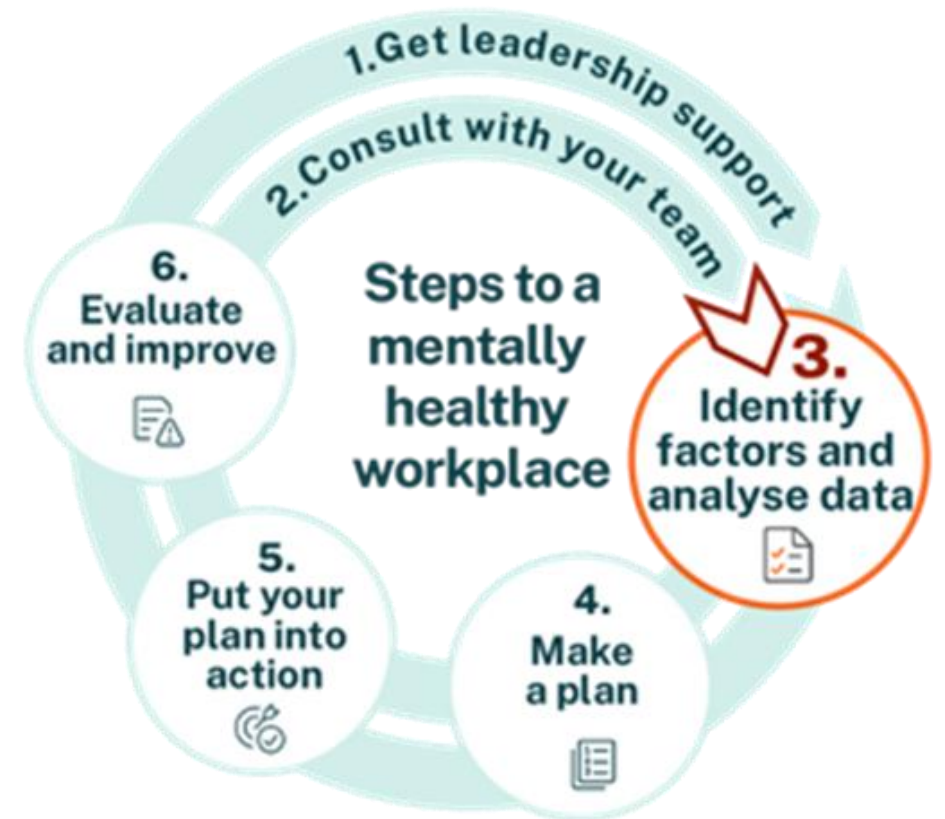 1.Get leadership support
2.Consult with your team
Steps to a
mentally
healthy
workplace
3.
Identify
factors and
analyse data
4.
Make
a plan
5.
Put your
plan into
action
6.
Evaluate
and improve